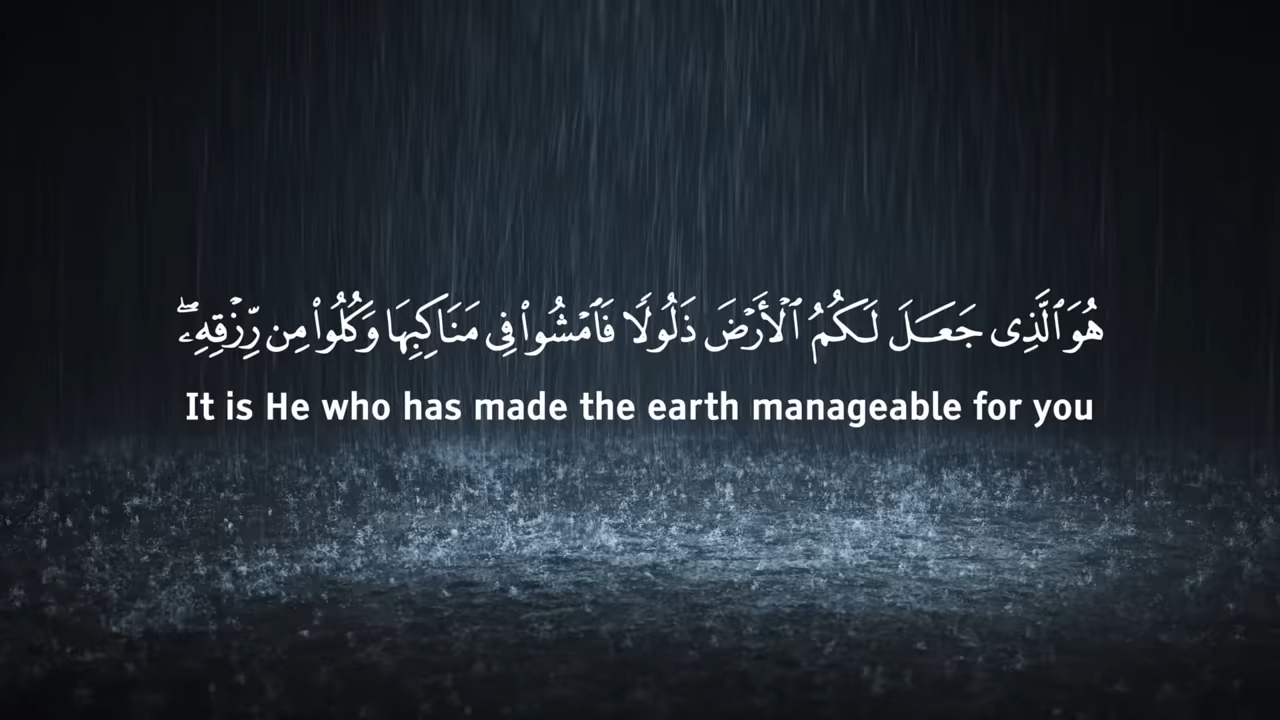 هُوَ ٱلَّذِى جَعَلَ لَكُمُ ٱلْأَرْضَ ذَلُولًا فَٱمْشُوا۟ فِى مَنَاكِبِهَا وَكُلُوا۟ مِن رِّزْقِهِۦ ۖ
It is He who has made the earth manageable for you